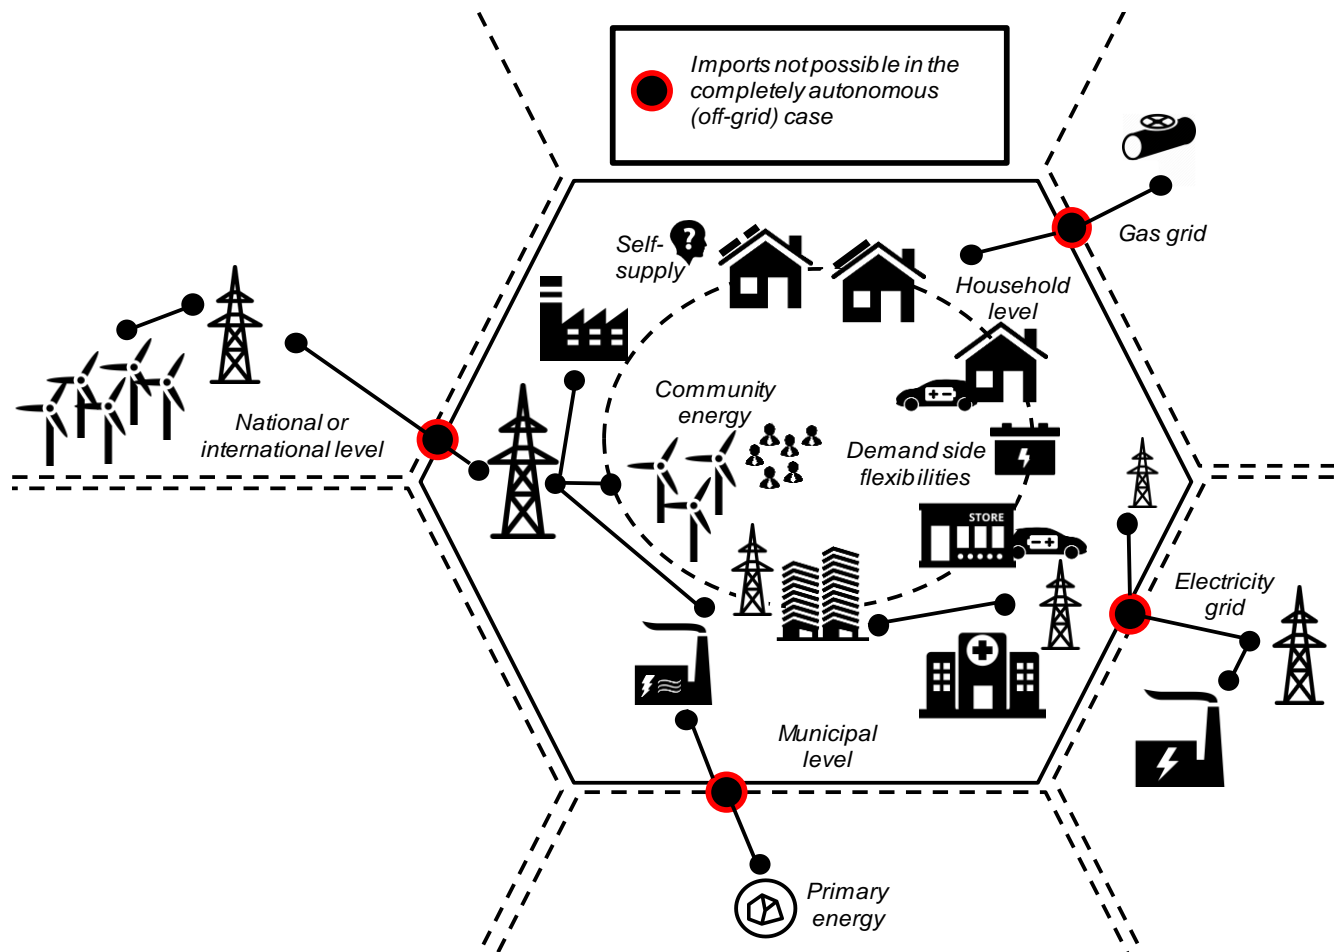 Imports not possible in the
completely autonomous
(off-grid) case
Gas grid
Self-
supply
?
Household
level
National or
international level
Community
energy
Demand side
flexibilities
STORE
Electricity
grid
Municipal
level
Primary
energy